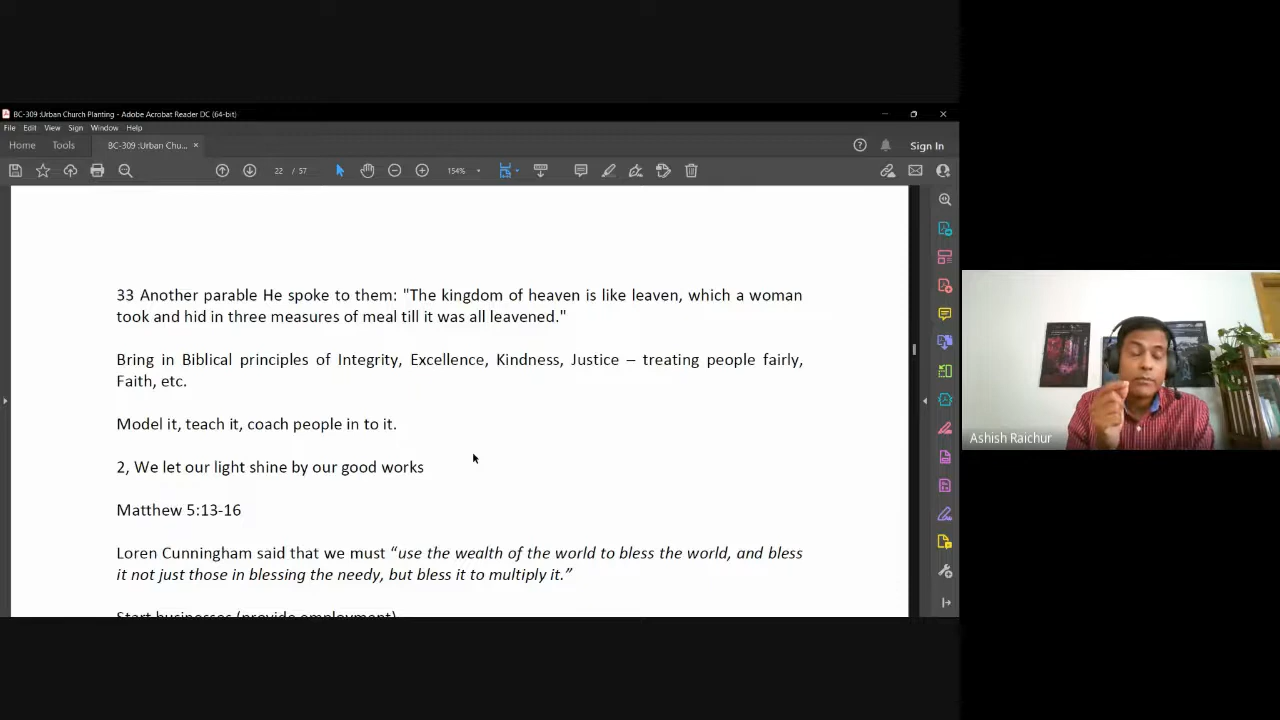 BC-309 :Urban Church Planting - Adobe Acrobat Reader DC (64-bit)
File Edit View Sign Window Help
Home Tools BC-309 :Urban Chu... × Sign In
22 / 57 154%
33 Another parable He spoke to them: "The kingdom of heaven is like leaven, which a woman
took and hid in three measures of meal till it was all leavened."
Bring in Biblical principles of Integrity, Excellence, Kindness, Justice – treating people fairly,
Faith, etc.
Model it, teach it, coach people in to it.
2, We let our light shine by our good works
Matthew 5:13-16
Loren Cunningham said that we must “use the wealth of the world to bless the world, and bless
it not just those in blessing the needy, but bless it to multiply it.”
Start businesses (provide employment)
Ashish Raichur